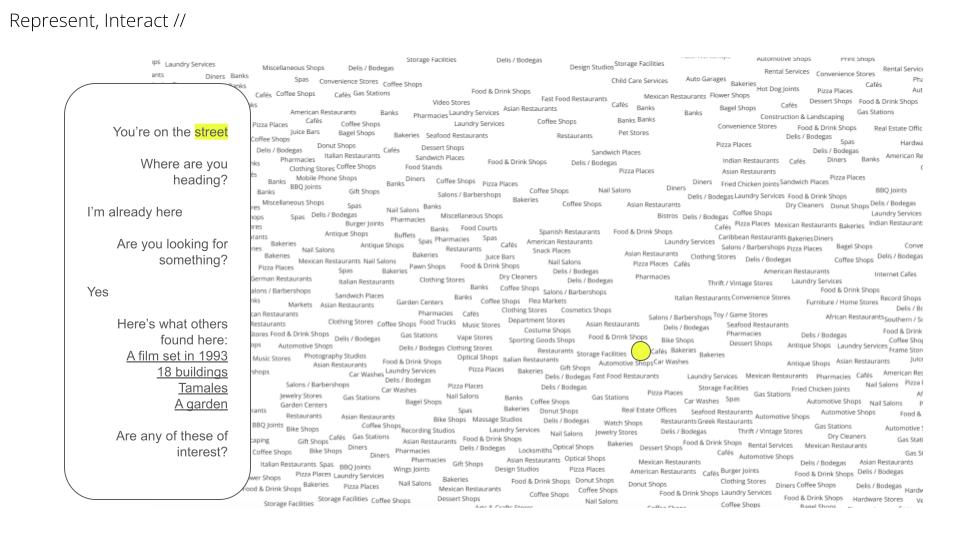 Represent, Interact //
You're on the street
Where are you
heading?
I'm already here
Are you looking for
something?
Yes
Here's what others
found here:
A film set in 1993
18 buildings
Tamales
A garden
Are any of these of
interest?
Laundry Services
Diners Banks
Miscellaneous Shops
Delis / Bodegas
Storage Facilities
Delis / Bodegas
Design Studios
Storage Facilities
Automotive Shops
Print Shops
Spas
Convenience Stores
Coffee Shops
Child Care Services
Auto Garages
Bakeries
Rental Services
Convenience Stores
Cafés
Coffee Shops
Gas Stations
Food & Drink Shops
Fast Food Restaurants
Mexican Restaurants
Flower Shops
Hot Dog Joints
Pizza Places
Dessert Shops
Food & Drink Shops
American Restaurants
Banks
Video Stores
Asian Restaurants
Pharmacies
Laundry Services
Cafés
Banks
Bagel Shops
Cafés
Gas Stations
Construction & Landscaping
Pizza Places
Cafés
Coffee Shops
Laundry Services
Coffee Shops
Banks Banks
Convenience Stores
Food & Drink Shops
Juice Bars
Bagel Shops
Bakeries
Seafood Restaurants
Restaurants
Pet Stores
Delis / Bodegas
Donut Shops
Cafés
Dessert Shops
Pizza Places
Spas
Delis / Bodegas
Pharmacies
Italian Restaurants
Sandwich Places
Food & Drink Shops
Sandwich Places
Delis / Bodegas
Indian Restaurants
Cafés
Diners
Banks
Clothing Stores
Coffee Shops
Food Stands
Pizza Places
Asian Restaurants
Banks
Mobile Phone Shops
Banks
Diners
Coffee Shops
Pizza Places
Diners
Fried Chicken Joints
Sandwich Places
Pizza Places
BBQ Joints
Gift Shops
Salons / Barbershops
Coffee Shops
Nail Salons
Diners
Delis / Bodegas
Laundry Services
Food & Drink Shops
BBQ Joints
Miscellaneous Shops
Spas
Nail Salons
Banks
Bakeries
Coffee Shops
Asian Restaurants
Dry Cleaners
Donut Shops
Delis / Bodegas
Spas
Delis / Bodegas
Burger Joints
Pharmacies
Miscellaneous Shops
Bistros
Delis / Bodegas
Coffee Shops
Laundry Services
Antique Shops
Buffets
Banks
Food Courts
Spanish Restaurants
Food & Drink Shops
Cafés
Pizza Places
Mexican Restaurants
Bakeries
Indian Restaurants
Bakeries
Nail Salons
Antique Shops
Spas
Pharmacies
Spas
Cafés
American Restaurants
Laundry Services
Caribbean Restaurants
Bakeries
Diners
Bakeries
Restaurants
Juice Bars
Snack Places
Asian Restaurants
Salons / Barbershops
Pizza Places
Bagel Shops
Mexican Restaurants
Nail Salons
Bakeries
Pawn Shops
Food & Drink Shops
Nail Salons
Pizza Places
Cafés
Clothing Stores
Delis / Bodegas
Coffee Shops
Pizza Places
Spas
Delis / Bodegas
Pharmacies
American Restaurants
Internet Cafes
German Restaurants
Asian Restaurants
Clothing Stores
Dry Cleaners
Delis / Bodegas
Thrift / Vintage Stores
Food & Drink Shops
Salons / Barbershops
Sandwich Places
Banks
Banks
Coffee Shops
Salons / Barbershops
Italian Restaurants
Convenience Stores
Furniture / Home Stores
Record Shops
Markets
Asian Restaurants
Garden Centers
Coffee Shops
Flea Markets
Pharmacies
Cafés
Clothing Stores
Cosmetics Shops
Salons / Barbershops
Toy / Game Stores
African Restaurants
Clothing Stores
Coffee Shops
Food Trucks
Music Stores
Department Stores
Asian Restaurants
Delis / Bodegas
Seafood Restaurants
Food & Drink Shops
Costume Shops
Food & Drink Shops
Gas Stations
Vape Stores
Sporting Goods Shops
Bike Shops
Automotive Shops
Delis / Bodegas
Clothing Stores
Restaurants
Storage Facilities
Cafés
Bakeries
Bakeries
Dessert Shops
Antique Shops
Delis / Bodegas
Coffee Shops
Music Stores
Photography Studios
Food & Drink Shops
Optical Shops
Italian Restaurants
Automotive Shops
Car Washes
Antique Shops
Asian Restaurants
Car Washes
Laundry Services
Gift Shops
Laundry Services
Mexican Restaurants
Pharmacies
Cafés
Salons / Barbershops
Delis / Bodegas
Car Washes
Pizza Places
Delis / Bodegas
Fast Food Restaurants
Storage Facilities
Fried Chicken Joints
Nail Salons
Jewelry Stores
Gas Stations
Gas Stations
Pizza Places
Garden Centers
Bagel Shops
Banks
Coffee Shops
Car Washes
Spas
Automotive Shops
Nail Salons
Restaurants
Asian Restaurants
Spas
Bakeries
Donut Shops
Real Estate Offices
Seafood Restaurants
Automotive Shops
Automotive Shops
BBQ Joints
Bike Shops
Coffee Shops
Recording Studios
Bike Shops
Massage Studios
Delis / Bodegas
Watch Shops
Restaurants
Greek Restaurants
Gas Stations
Gift Shops
Cafés
Gas Stations
Asian Restaurants
Food & Drink Shops
Laundry Services
Nail Salons
Jewelry Stores
Delis / Bodegas
Thrift / Vintage Stores
Dry Cleaners
Coffee Shops
Bike Shops
Diners
Pharmacies
Delis / Bodegas
Locksmiths
Optical Shops
Bakeries
Dessert Shops
Food & Drink Shops
Rental Services
Mexican Restaurants
Italian Restaurants
Spas
BBQ Joints
Diners
Pharmacies
Gift Shops
Asian Restaurants
Optical Shops
Mexican Restaurants
Cafés
Automotive Shops
Delis / Bodegas
Asian Restaurants
Pizza Places
Laundry Services
Wings Joints
Design Studios
Pizza Places
American Restaurants
Cafés
Burger Joints
Food & Drink Shops
Food & Drink Shops
Bakeries
Pizza Places
Nail Salons
Food & Drink Shops
Donut Shops
Donut Shops
Clothing Stores
Diners
Coffee Shops
Delis / Bodegas
Storage Facilities
Storage Facilities
Coffee Shops
Mexican Restaurants
Dessert Shops
Coffee Shops
Coffee Shops
Nail Salons
Food & Drink Shops
Laundry Services
Coffee Shops
Food & Drink Shops
Hardware Stores